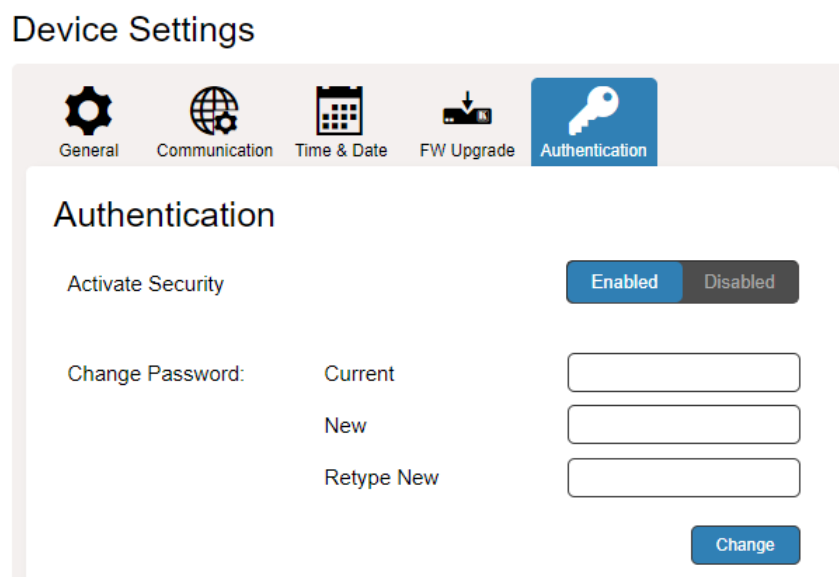 Device Settings
General Communication Time & Date FW Upgrade Authentication
Authentication
Activate Security Enabled Disabled
Change Password: Current
New
Retype New
Change